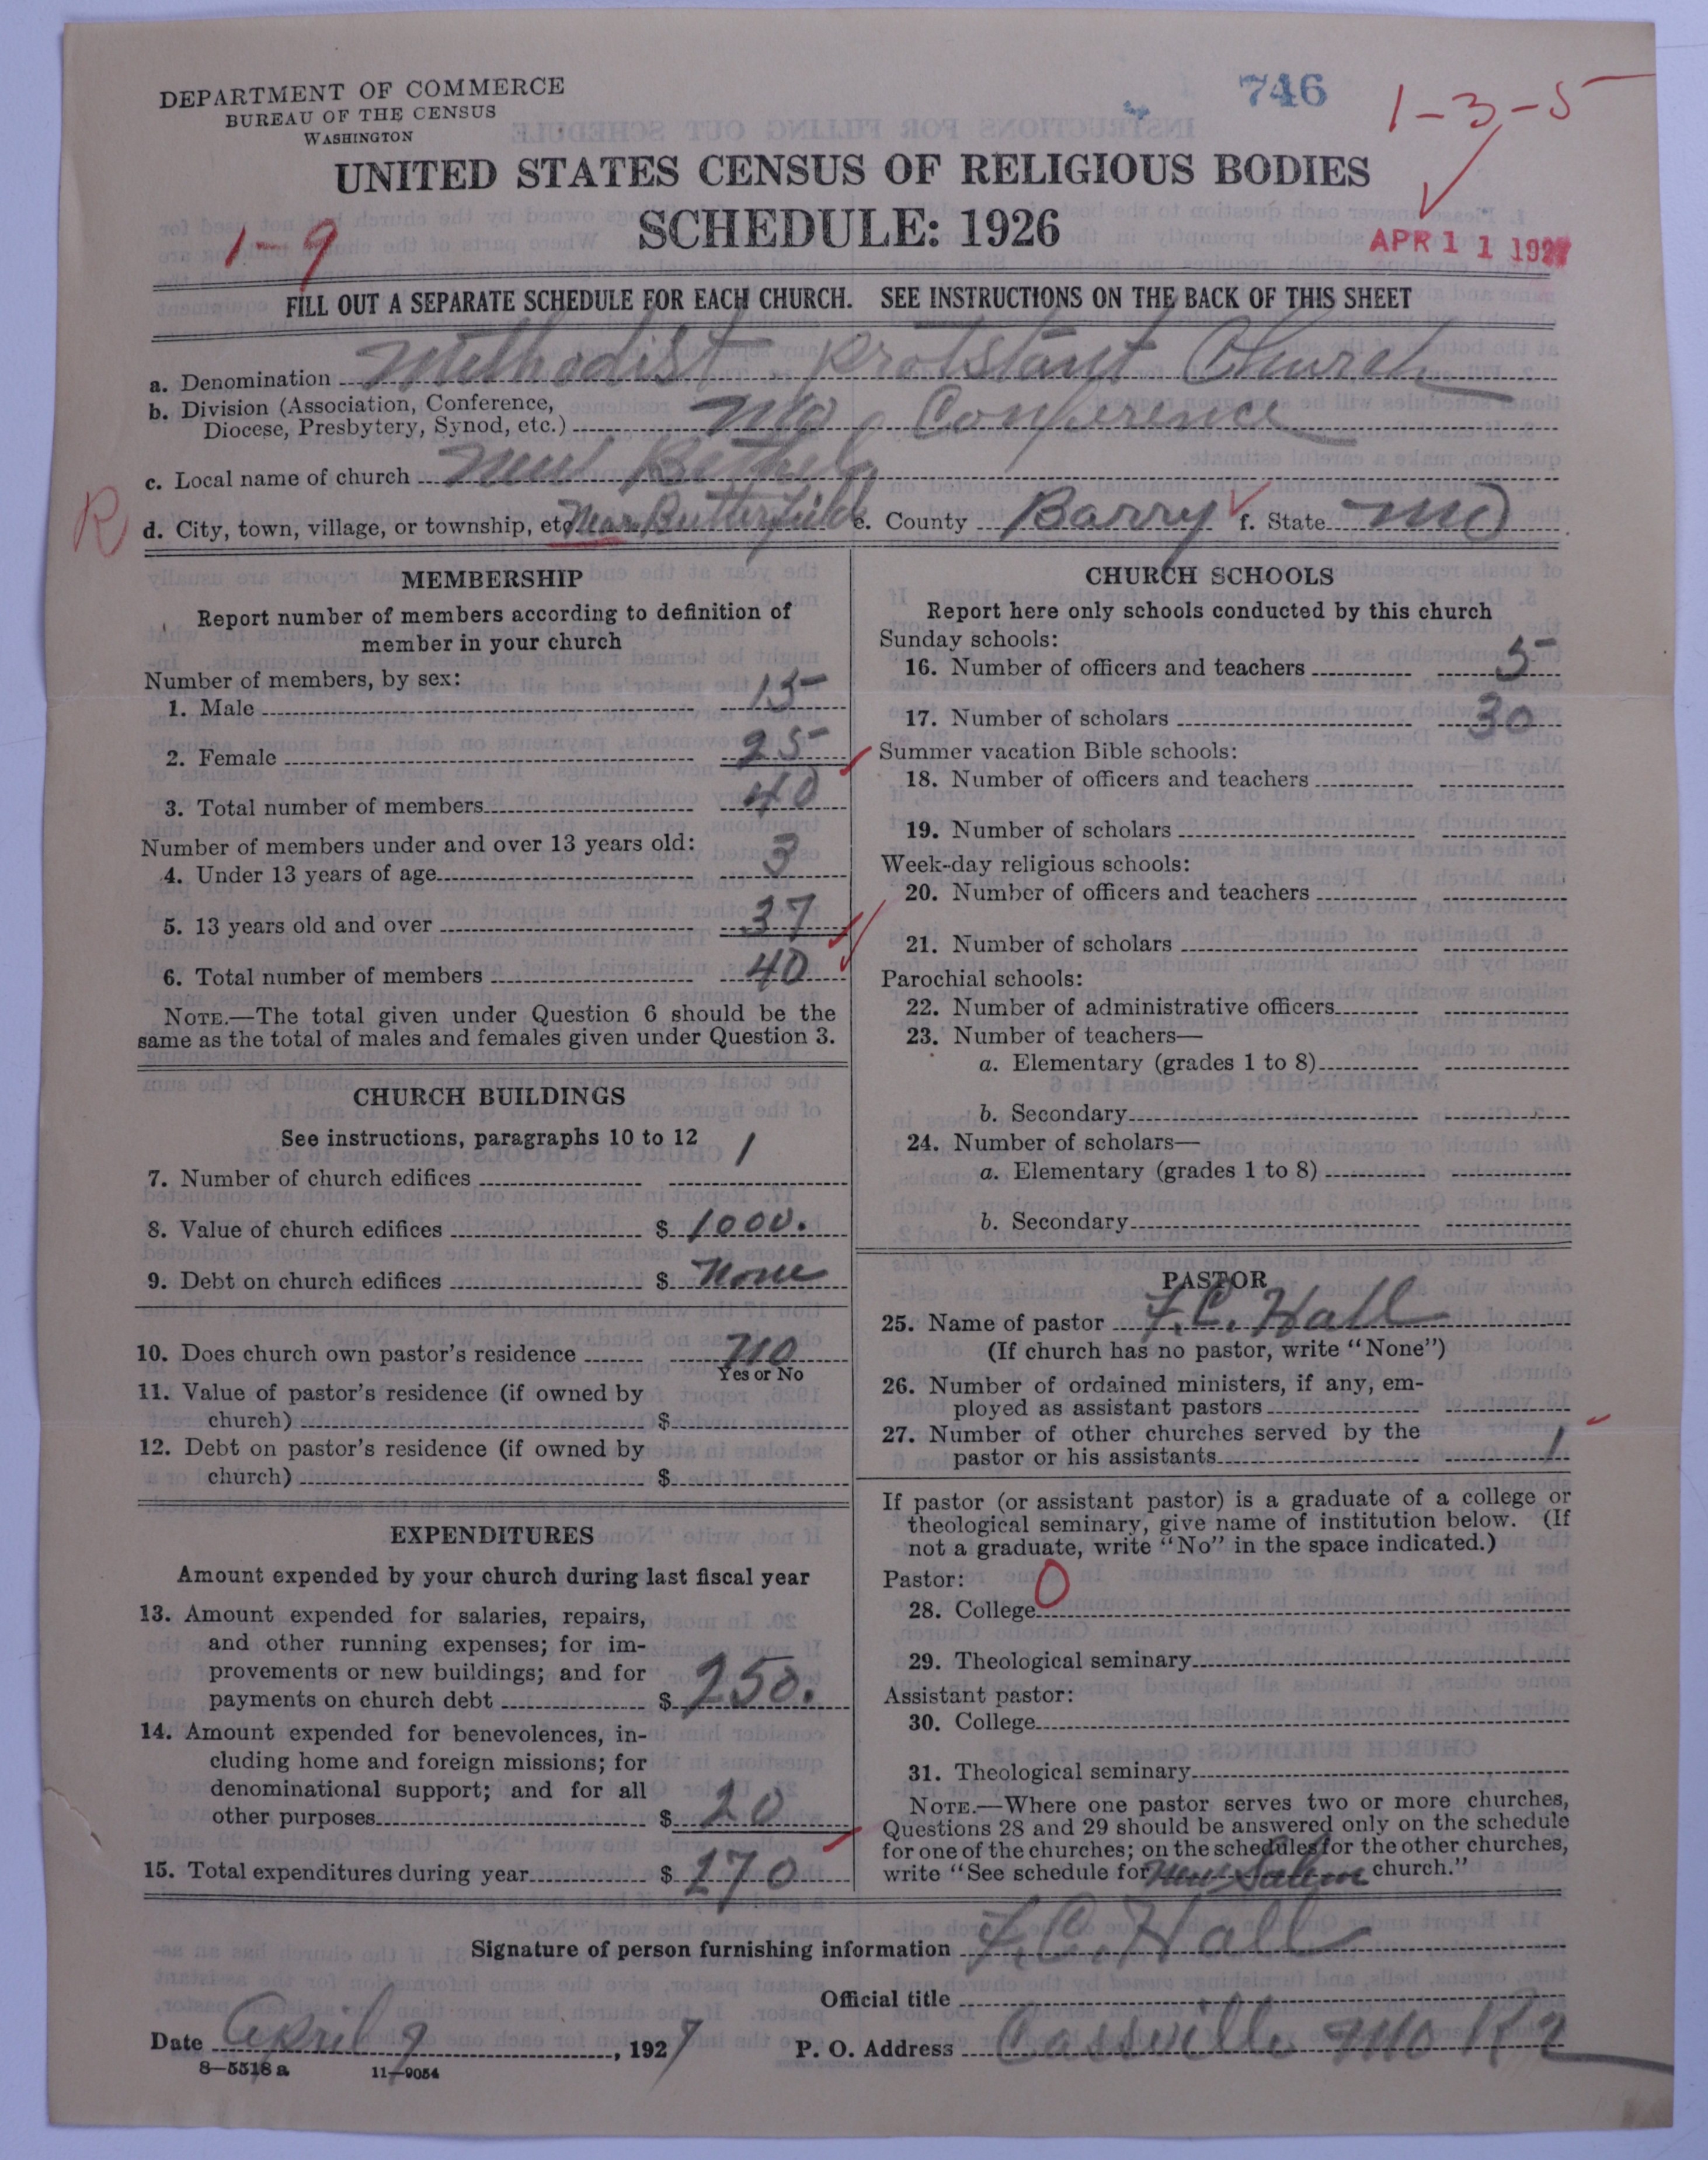 DEPARTMENT OF COMMERCE
BUREAU OF THE CENSUS
WASHINGTON
746
1-3-5
UNITED STATES CENSUS OF RELIGIOUS BODIES
SCHEDULE: 1926
1-9
APR 11 1927
FILL OUT A SEPARATE SCHEDULE FOR EACH CHURCH. SEE INSTRUCTIONS ON THE BACK OF THIS SHEET
a. Denomination Methodist Protstant Church
b. Division (Association, Conference, Diocese, Presbytery, Synod, etc.) Mo Conference
c. Local name of church New Bethel
R
d. City, town, village, or township, etc. Near Butterfield e. County Barry f. State Mo
MEMBERSHIP
Report number of members according to definition of
member in your church
Number of members, by sex:
1. Male 15
2. Female 25
3. Total number of members 40
Number of members under and over 13 years old:
4. Under 13 years of age 3
5. 13 years old and over 37
6. Total number of members 40
NOTE.—The total given under Question 6 should be the
same as the total of males and females given under Question 3.
CHURCH BUILDINGS
See instructions, paragraphs 10 to 12
7. Number of church edifices 1
8. Value of church edifices $ 1000.
9. Debt on church edifices $ None
10. Does church own pastor's residence no
Yes or No
11. Value of pastor's residence (if owned by
church) $
12. Debt on pastor's residence (if owned by
church) $
EXPENDITURES
Amount expended by your church during last fiscal year
13. Amount expended for salaries, repairs,
and other running expenses; for im-
provements or new buildings; and for
payments on church debt $ 250.
14. Amount expended for benevolences, in-
cluding home and foreign missions; for
denominational support; and for all
other purposes $ 20
15. Total expenditures during year $ 270
CHURCH SCHOOLS
Report here only schools conducted by this church
Sunday schools:
16. Number of officers and teachers 5
17. Number of scholars 30
Summer vacation Bible schools:
18. Number of officers and teachers
19. Number of scholars
Week-day religious schools:
20. Number of officers and teachers
21. Number of scholars
Parochial schools:
22. Number of administrative officers
23. Number of teachers—
a. Elementary (grades 1 to 8)
b. Secondary
24. Number of scholars—
a. Elementary (grades 1 to 8)
b. Secondary
PASTOR
25. Name of pastor F. C. Hall
(If church has no pastor, write "None")
26. Number of ordained ministers, if any, em-
ployed as assistant pastors
27. Number of other churches served by the
pastor or his assistants 1
If pastor (or assistant pastor) is a graduate of a college or
theological seminary, give name of institution below. (If
not a graduate, write "No" in the space indicated.)
Pastor:
28. College 0
29. Theological seminary
Assistant pastor:
30. College
31. Theological seminary
NOTE.—Where one pastor serves two or more churches,
Questions 28 and 29 should be answered only on the schedule
for one of the churches; on the schedules for the other churches,
write "See schedule for New Salem church."
Signature of person furnishing information F. C. Hall
Official title
Date April 9, 1927 P. O. Address Cassville Mo R 2
8—5518 a 11—9054